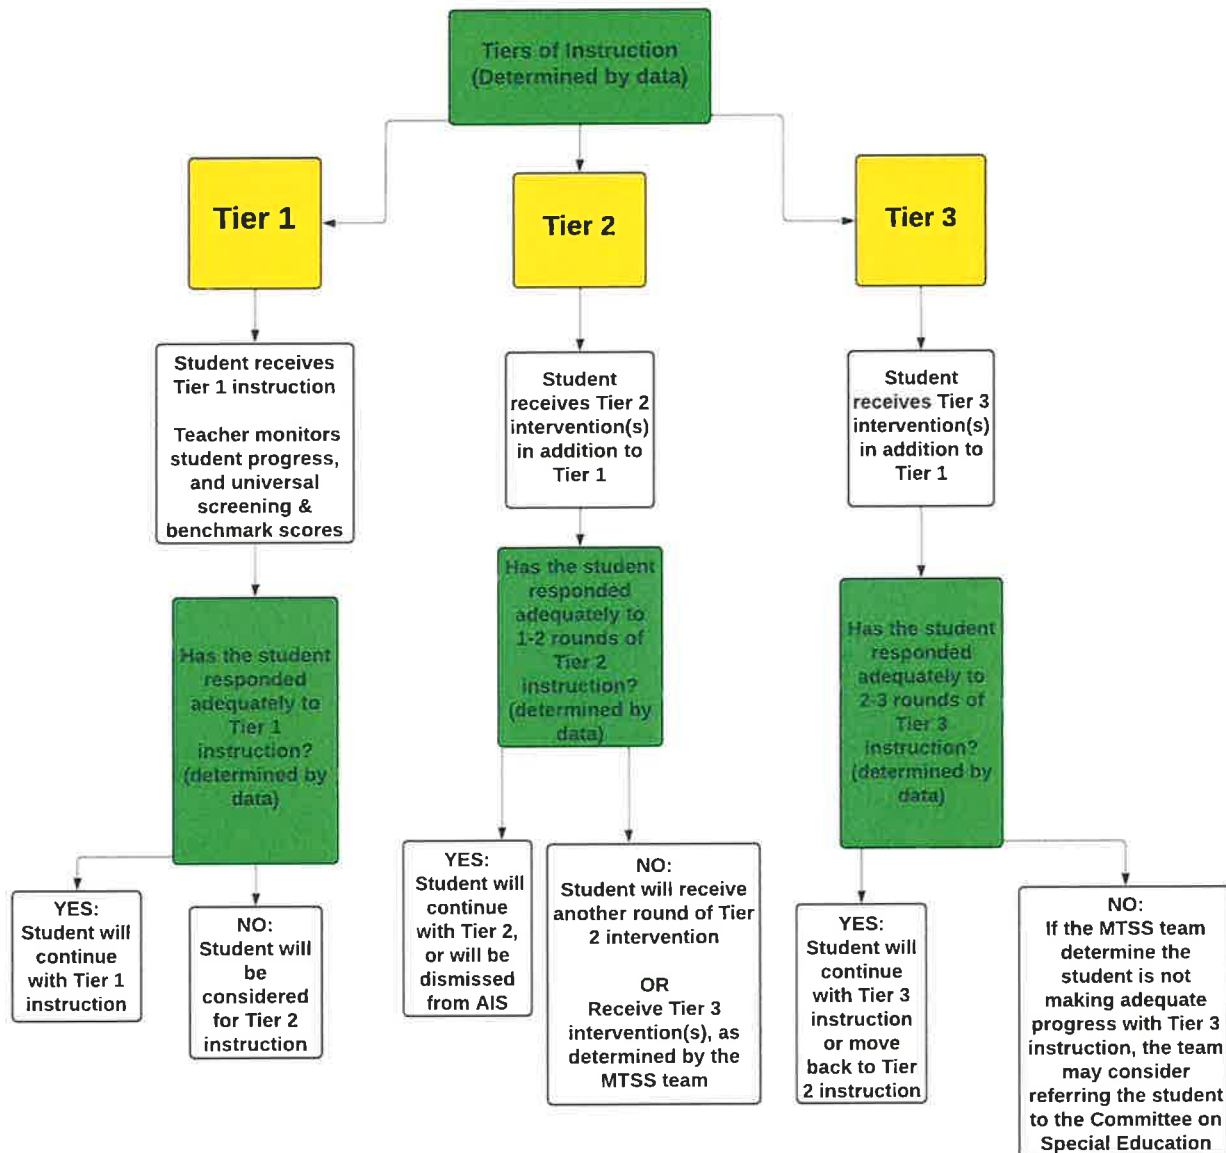 Tiers of Instruction
(Determined by data)
Tier 1
Tier 2
Tier 3
Student receives
Tier 1 instruction
Teacher monitors
student progress,
and universal
screening &
benchmark scores
Student
receives Tier 2
intervention(s)
in addition to
Tier 1
Student
receives Tier 3
intervention(s)
in addition to
Tier 1
Has the student
responded
adequately to
Tier 1
instruction?
(determined by
data)
Has the student
responded
adequately to
1-2 rounds of
Tier 2
instruction?
(determined by
data)
Has the student
responded
adequately to
2-3 rounds of
Tier 3
instruction?
(determined by
data)
YES:
Student will
continue
with Tier 1
instruction
NO:
Student will
be
considered
for Tier 2
instruction
YES:
Student will
continue
with Tier 2,
or will be
dismissed
from AIS
NO:
Student will receive
another round of Tier
2 intervention
OR
Receive Tier 3
intervention(s), as
determined by the
MTSS team
YES:
Student will
continue
with Tier 3
instruction
or move
back to Tier
2 instruction
NO:
If the MTSS team
determine the
student is not
making adequate
progress with Tier 3
instruction, the team
may consider
referring the student
to the Committee on
Special Education